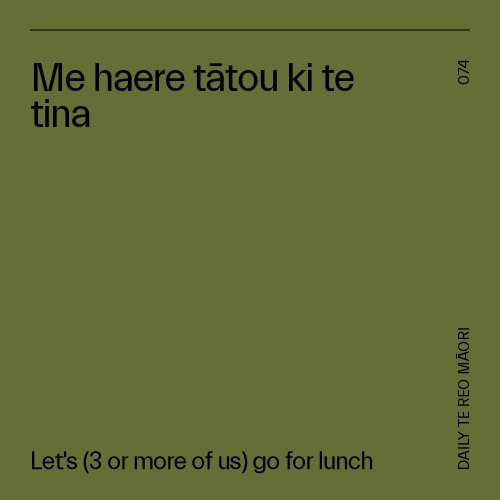 Me haere tātou ki te
tina
074
DAILY TE REO MĀORI
Let's (3 or more of us) go for lunch